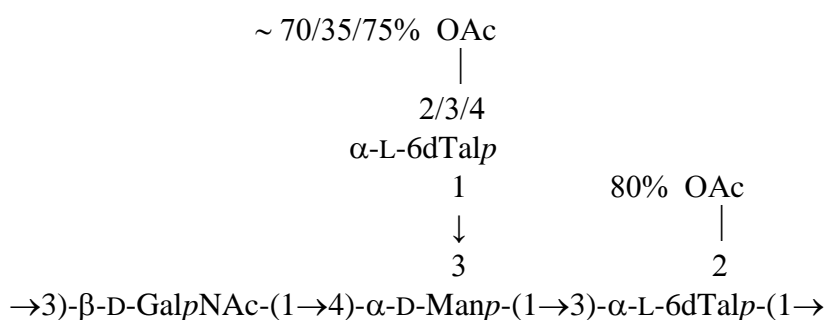 ~ 70/35/75% OAc
|
2/3/4
α-L-6dTalp
1 80% OAc
↓ |
3 2
→3)-β-D-GalpNAc-(1→4)-α-D-Manp-(1→3)-α-L-6dTalp-(1→